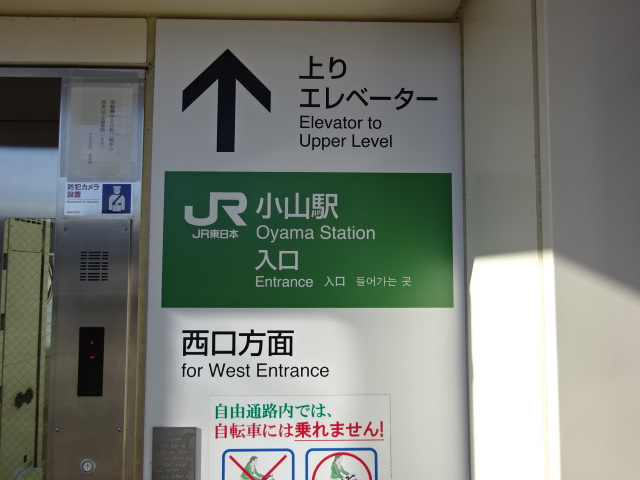 上り
エレベーター
Elevator to
Upper Level
JR
JR東日本
小山駅
Oyama Station
入口
Entrance 入口 들어가는 곳
西口方面
for West Entrance
自由通路内では、
自転車には乗れません!
防犯カメラ
設置